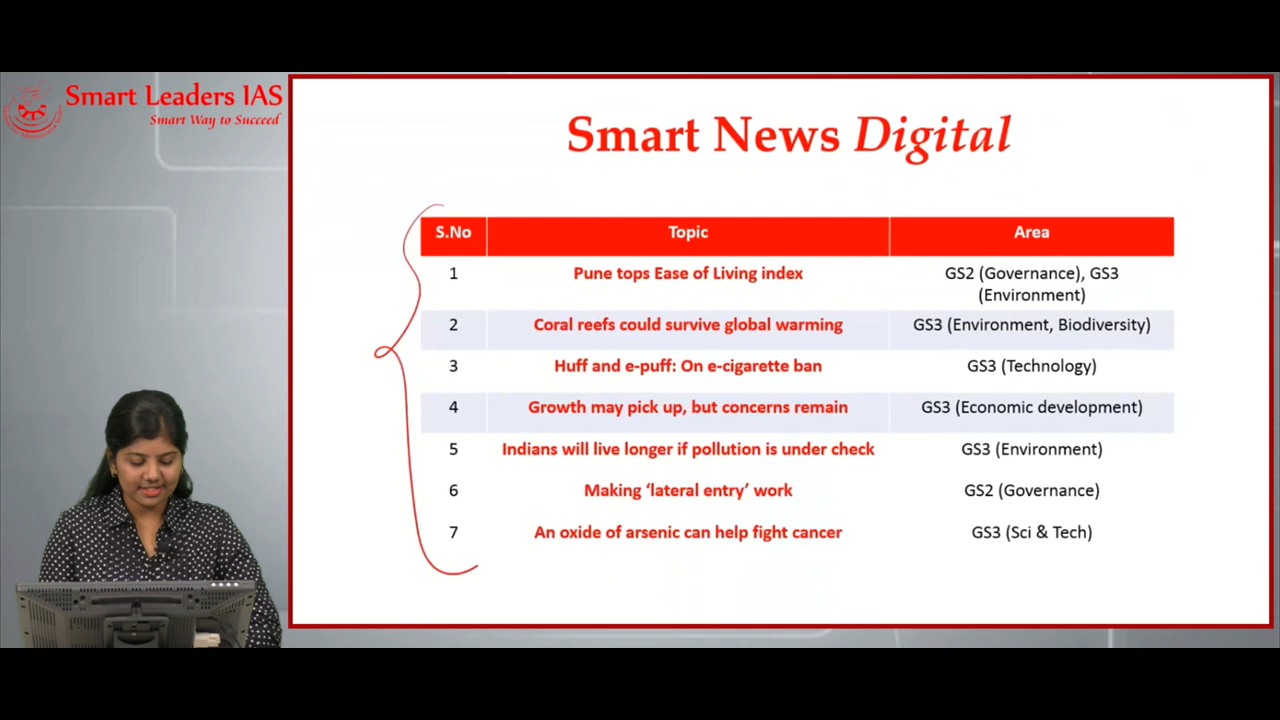 Smart Leaders IAS
Smart Way to Succeed
Smart News Digital
S.No Topic Area
1 Pune tops Ease of Living index GS2 (Governance), GS3
(Environment)
2 Coral reefs could survive global warming GS3 (Environment, Biodiversity)
3 Huff and e-puff: On e-cigarette ban GS3 (Technology)
4 Growth may pick up, but concerns remain GS3 (Economic development)
5 Indians will live longer if pollution is under check GS3 (Environment)
6 Making ‘lateral entry’ work GS2 (Governance)
7 An oxide of arsenic can help fight cancer GS3 (Sci & Tech)